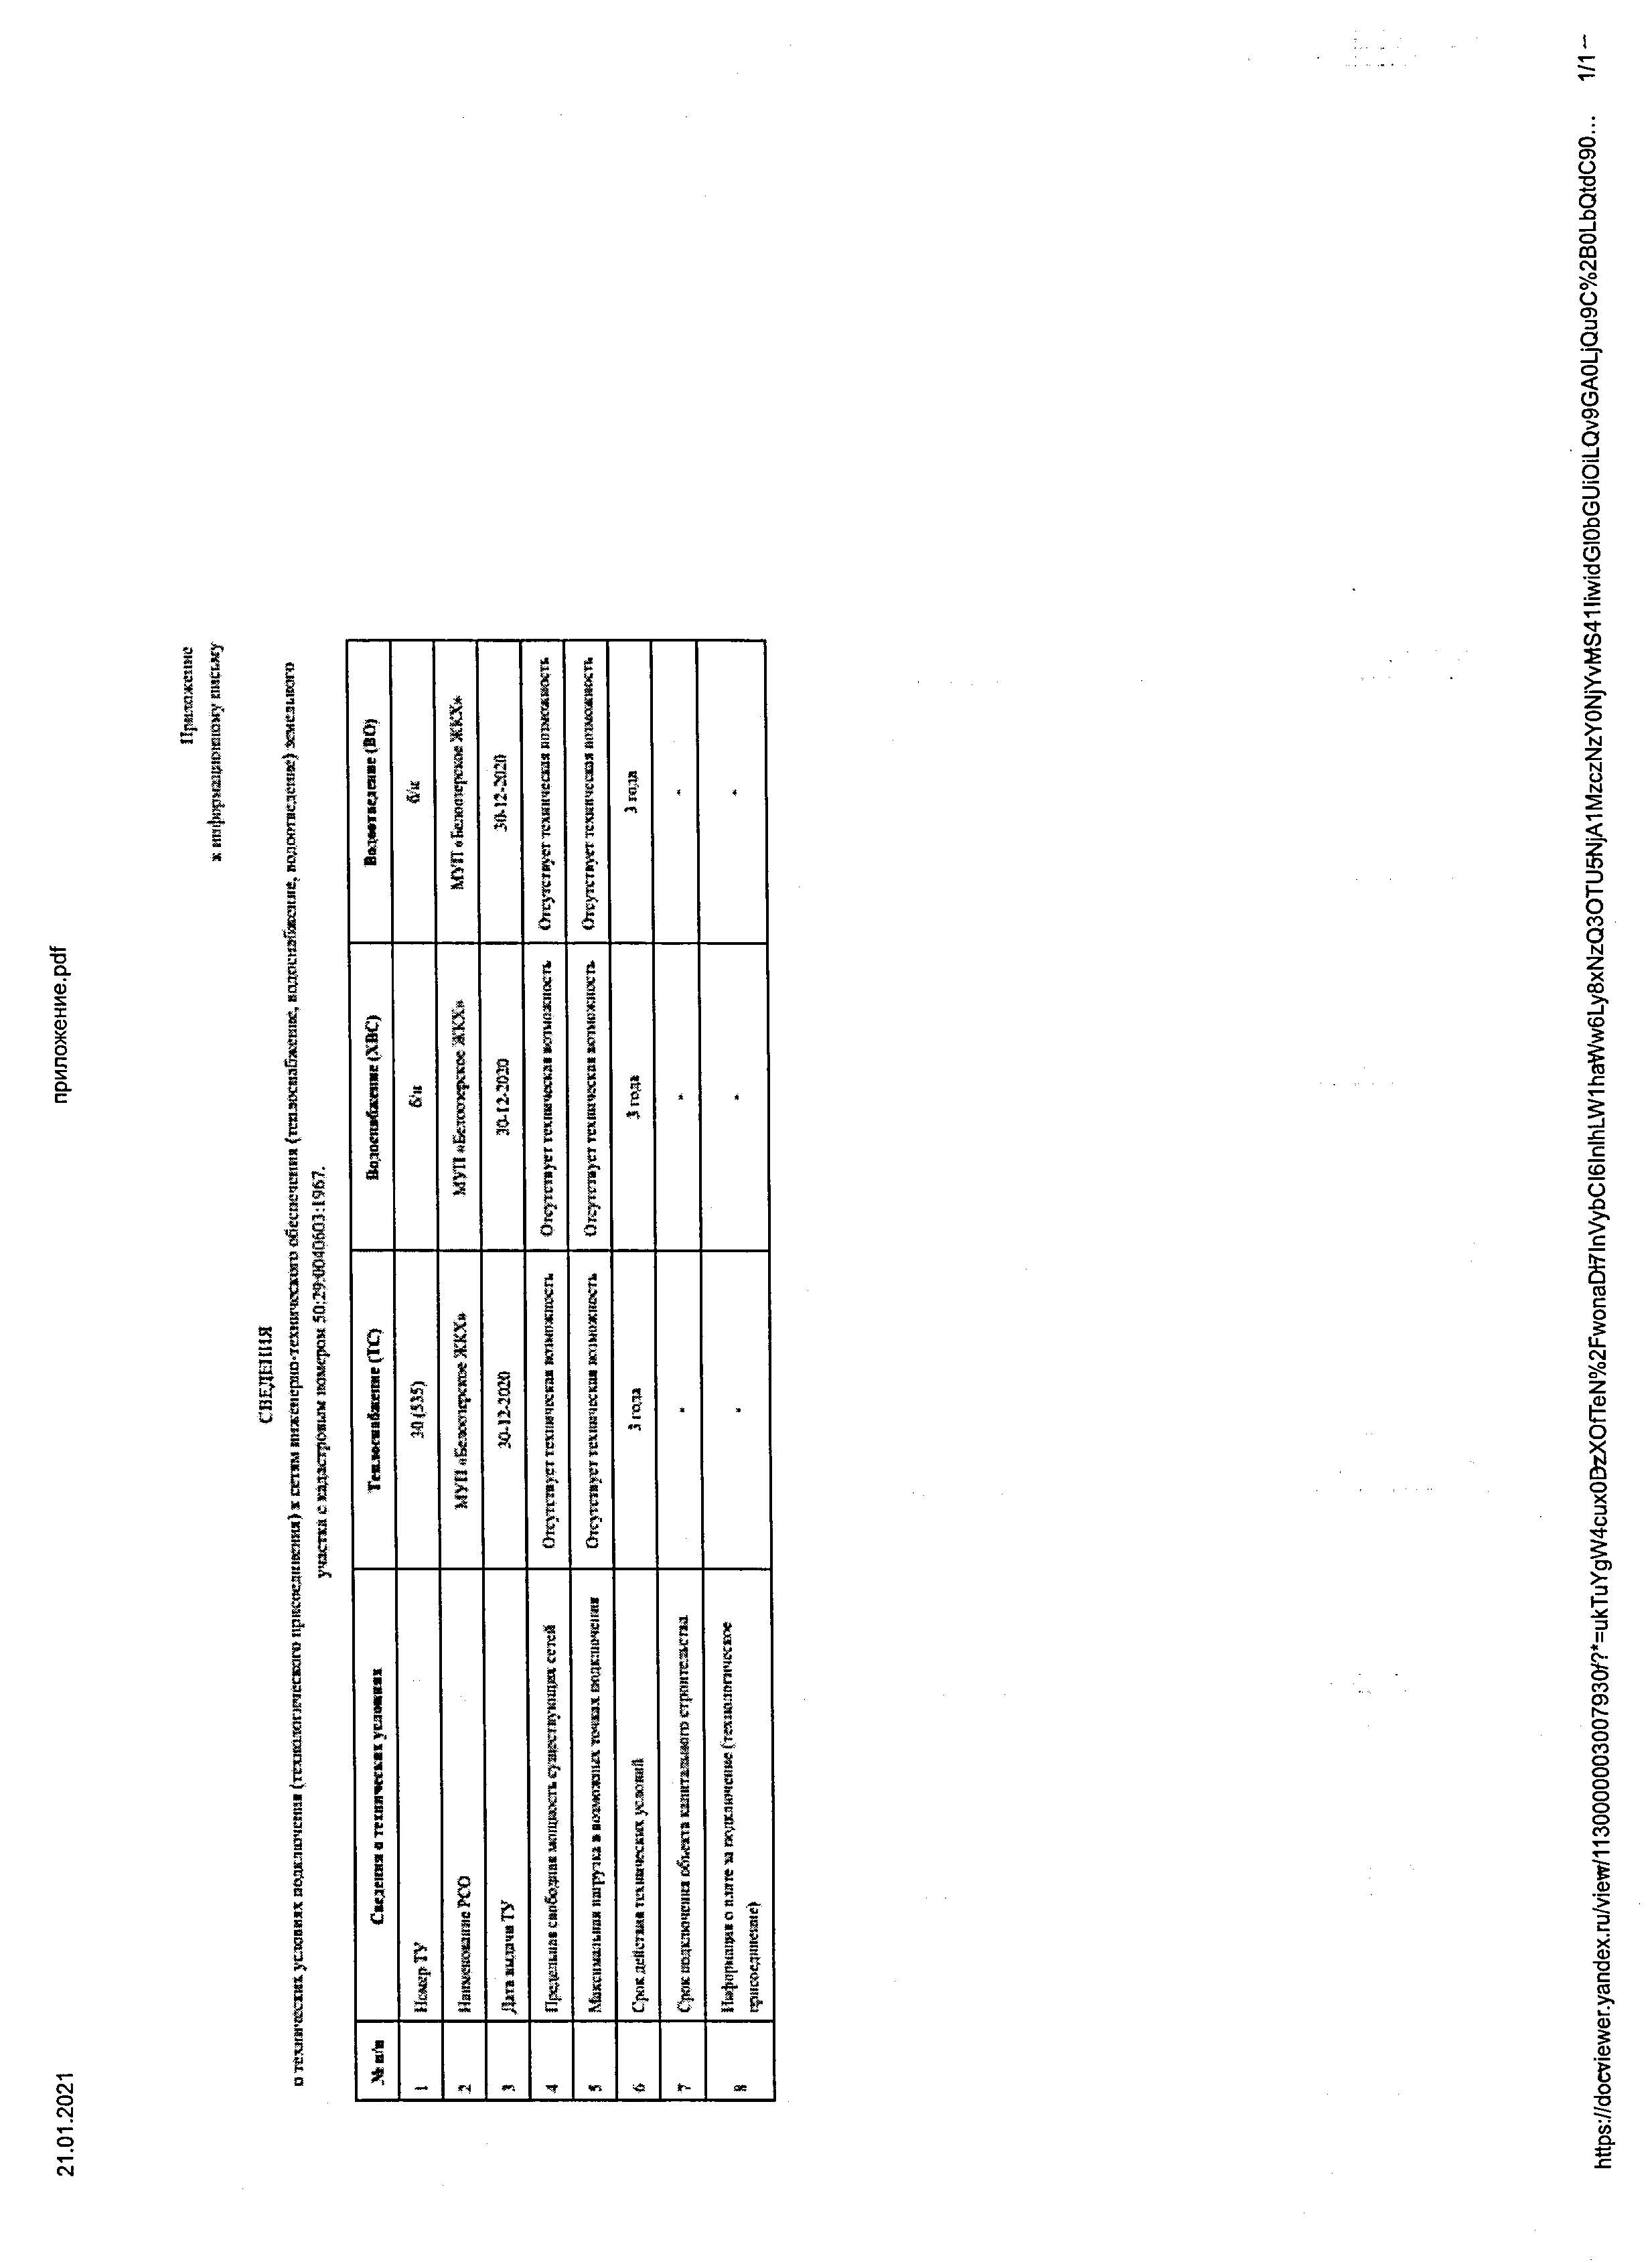 21.01.2021
приложение.pdf
Приложение
к информационному письму
СВЕДЕНИЯ
о технических условиях подключения (технологического присоединения) к сетям инженерно-технического обеспечения (теплоснабжение, водоснабжение, водоотведение) земельного
участка с кадастровым номером 50:29:0040603:1967.
№ п/п Сведения о технических условиях Теплоснабжение (ТС) Водоснабжение (ХВС) Водоотведение (ВО)
1 Номер ТУ 30 (535) б/н б/н
2 Наименование РСО МУП «Белоозерское ЖКХ» МУП «Белоозерское ЖКХ» МУП «Белоозерское ЖКХ»
3 Дата выдачи ТУ 30-12-2020 30-12-2020 30-12-2020
4 Предельная свободная мощность существующих сетей Отсутствует техническая возможность Отсутствует техническая возможность Отсутствует техническая возможность
5 Максимальная нагрузка в возможных точках подключения Отсутствует техническая возможность Отсутствует техническая возможность Отсутствует техническая возможность
6 Срок действия технических условий 3 года 3 года 3 года
7 Срок подключения объекта капитального строительства - - -
8 Информация о плате за подключение (технологическое - - -
присоединение)
https://docviewer.yandex.ru/view/1130000003007930/?*=ukTuYgW4cux0DzXOfTeN%2FwonaDt7InVybCI6InlhLW1haWw6Ly8xNzQ3OTU5NjA1MzczNzY0NjYvMS41IiwidGl0bGUiOiLQv9GA0LjQu9C%2B0LbQtdC90... 1/1